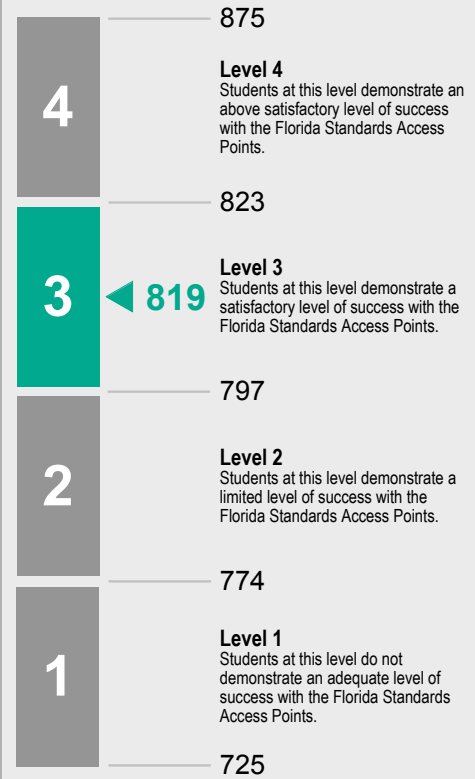 875
4
Level 4
Students at this level demonstrate an
above satisfactory level of success
with the Florida Standards Access
Points.
823
3
819
Level 3
Students at this level demonstrate a
satisfactory level of success with the
Florida Standards Access Points.
797
2
Level 2
Students at this level demonstrate a
limited level of success with the
Florida Standards Access Points.
774
1
Level 1
Students at this level do not
demonstrate an adequate level of
success with the Florida Standards
Access Points.
725